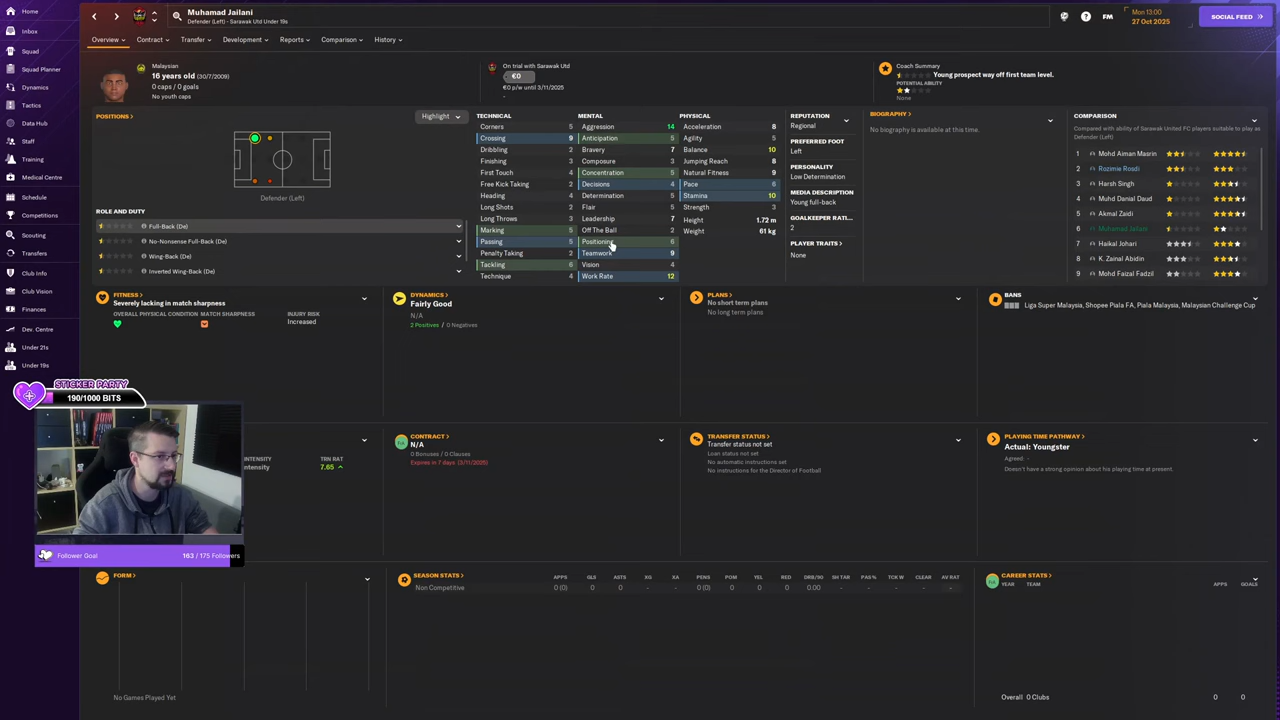 Home
Inbox
Squad
Squad Planner
Dynamics
Tactics
Data Hub
Staff
Training
Medical Centre
Schedule
Competitions
Scouting
Transfers
Club Info
Club Vision
Finances
Dev. Centre
Under 21s
Under 19s
Muhamad Jailani
Defender (Left) - Sarawak Utd Under 19s
FM
Mon 13:00
27 Oct 2025
SOCIAL FEED
Overview
Contract
Transfer
Development
Reports
Comparison
History
Malaysian
16 years old (30/7/2009)
0 caps / 0 goals
No youth caps
On trial with Sarawak Utd
€0
€0 p/w until 3/11/2025
-
Coach Summary
Young prospect way off first team level.
POTENTIAL ABILITY
None
POSITIONS
Highlight
Defender (Left)
ROLE AND DUTY
Full-Back (De)
No-Nonsense Full-Back (De)
Wing-Back (De)
Inverted Wing-Back (De)
TECHNICAL
Corners 5
Crossing 9
Dribbling 2
Finishing 3
First Touch 4
Free Kick Taking 2
Heading 4
Long Shots 2
Long Throws 3
Marking 5
Passing 5
Penalty Taking 2
Tackling 6
Technique 4
MENTAL
Aggression 14
Anticipation 5
Bravery 7
Composure 3
Concentration 5
Decisions 4
Determination 5
Flair 5
Leadership 7
Off The Ball 2
Positioning 6
Teamwork 9
Vision 4
Work Rate 12
PHYSICAL
Acceleration 8
Agility 5
Balance 10
Jumping Reach 8
Natural Fitness 9
Pace 6
Stamina 10
Strength 3
Height 1.72 m
Weight 61 kg
REPUTATION
Regional
PREFERRED FOOT
Left
PERSONALITY
Low Determination
MEDIA DESCRIPTION
Young full-back
GOALKEEPER RATI...
2
PLAYER TRAITS
None
BIOGRAPHY
No biography is available at this time.
COMPARISON
Compared with ability of Sarawak United FC players suitable to play as Defender (Left)
1 Mohd Aiman Masrin
2 Rozimie Rosdi
3 Harsh Singh
4 Mohd Danial Daud
5 Akmal Zaidi
6 Muhamad Jailani
7 Haikal Johari
8 K. Zainal Abidin
9 Mohd Faizal Fadzil
FITNESS
Severely lacking in match sharpness
OVERALL PHYSICAL CONDITION MATCH SHARPNESS INJURY RISK
Increased
DYNAMICS
Fairly Good
N/A
2 Positives / 0 Negatives
PLANS
No short term plans
No long term plans
BANS
Liga Super Malaysia, Shopee Piala FA, Piala Malaysia, Malaysian Challenge Cup
STICKER PARTY
190/1000 BITS
INTENSITY
ntensity
TRN RAT
7.65
CONTRACT
N/A
0 Bonuses / 0 Clauses
Expires in 7 days (3/11/2025)
TRANSFER STATUS
Transfer status not set
Loan status not set
No automatic instructions set
No instructions for the Director of Football
PLAYING TIME PATHWAY
Actual: Youngster
Agreed: -
Doesn't have a strong opinion about his playing time at present.
Follower Goal 163 / 175 Followers
FORM
No Games Played Yet
SEASON STATS
APPS GLS ASTS XG XA PENS POM YEL RED DRB/90 SH TAR PAS % TCK W CLEAR AV RAT
Non Competitive 0 (0) 0 0 - - 0 (0) 0 0 0 0.00 - - - - -
CAREER STATS
YEAR TEAM APPS GOALS
Overall 0 Clubs 0 0